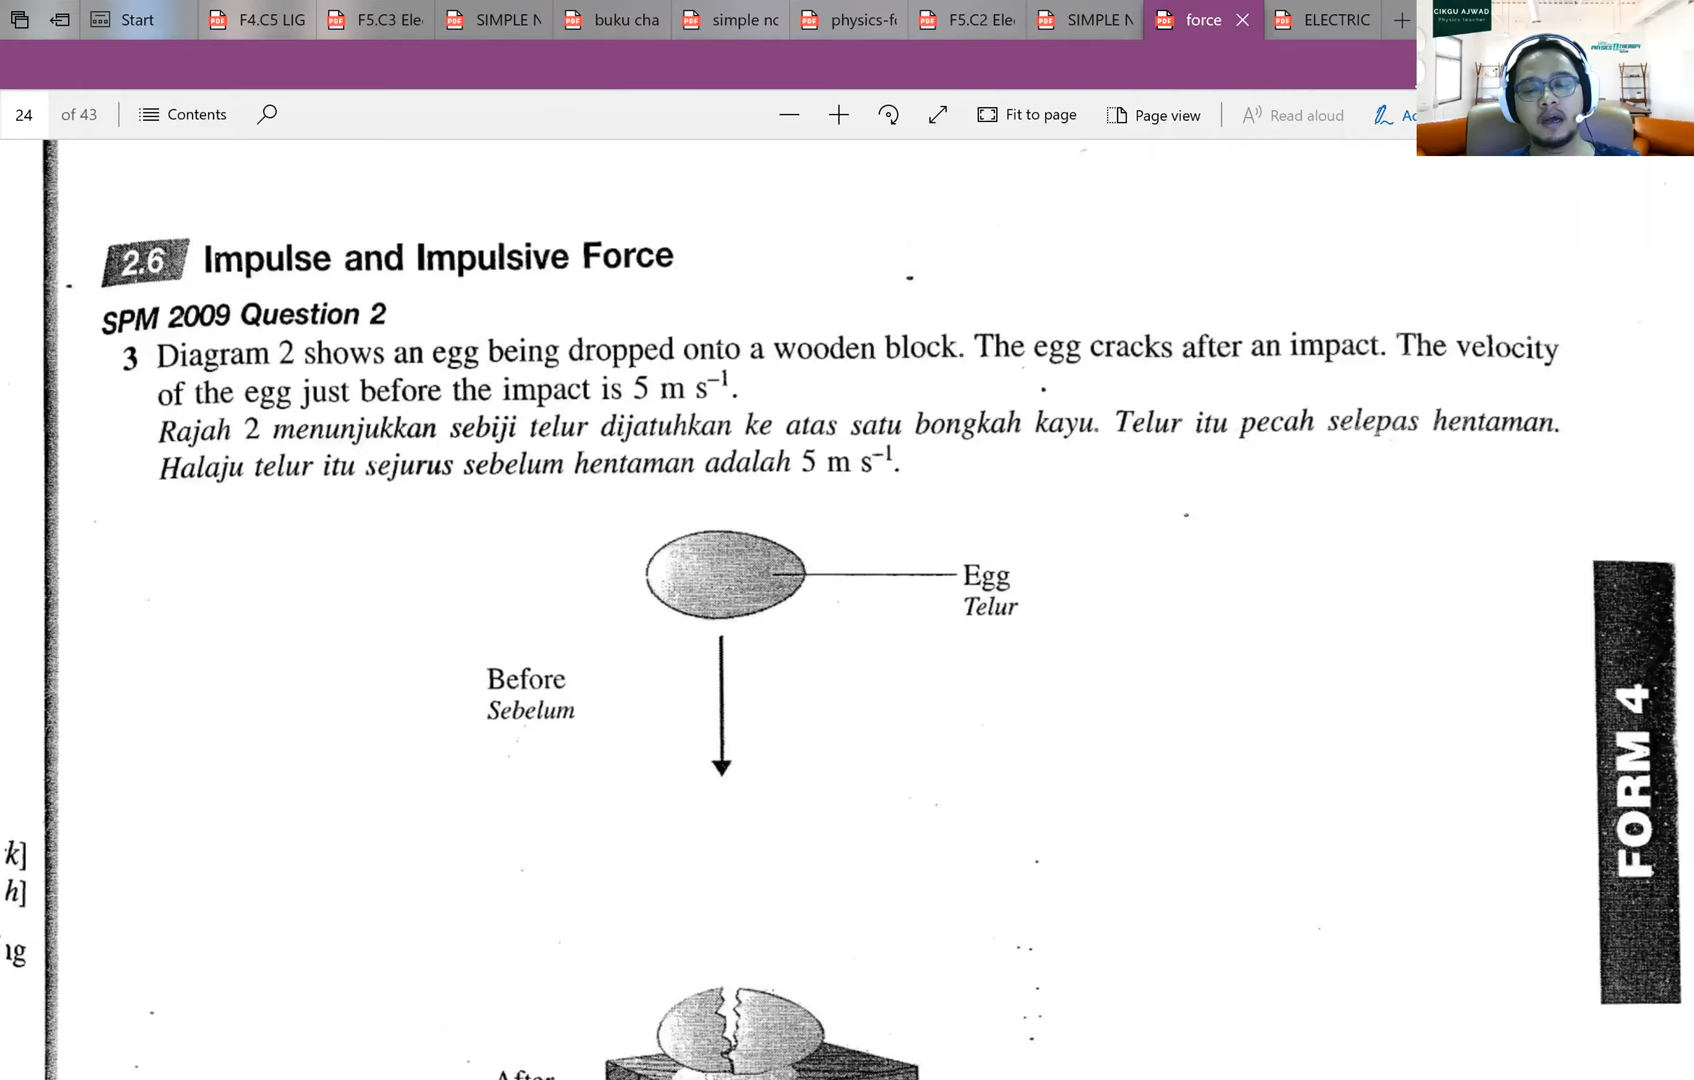 Start
F4.C5 LIG
F5.C3 Ele
SIMPLE N
buku cha
simple nc
physics-f
F5.C2 Ele
SIMPLE N
force
ELECTRIC
CIKGU AJWAD
Physics teacher
24 of 43
Contents
Fit to page
Page view
Read aloud
2.6 Impulse and Impulsive Force
SPM 2009 Question 2
3 Diagram 2 shows an egg being dropped onto a wooden block. The egg cracks after an impact. The velocity
of the egg just before the impact is 5 m s⁻¹.
Rajah 2 menunjukkan sebiji telur dijatuhkan ke atas satu bongkah kayu. Telur itu pecah selepas hentaman.
Halaju telur itu sejurus sebelum hentaman adalah 5 m s⁻¹.
Egg
Telur
Before
Sebelum
FORM 4
k]
h]
After